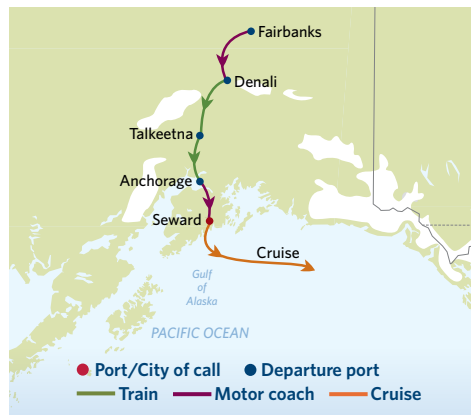 Fairbanks
Denali
Talkeetna
Anchorage
Seward
Cruise
Gulf
of
Alaska
PACIFIC OCEAN
Port/City of call Departure port
Train Motor coach Cruise